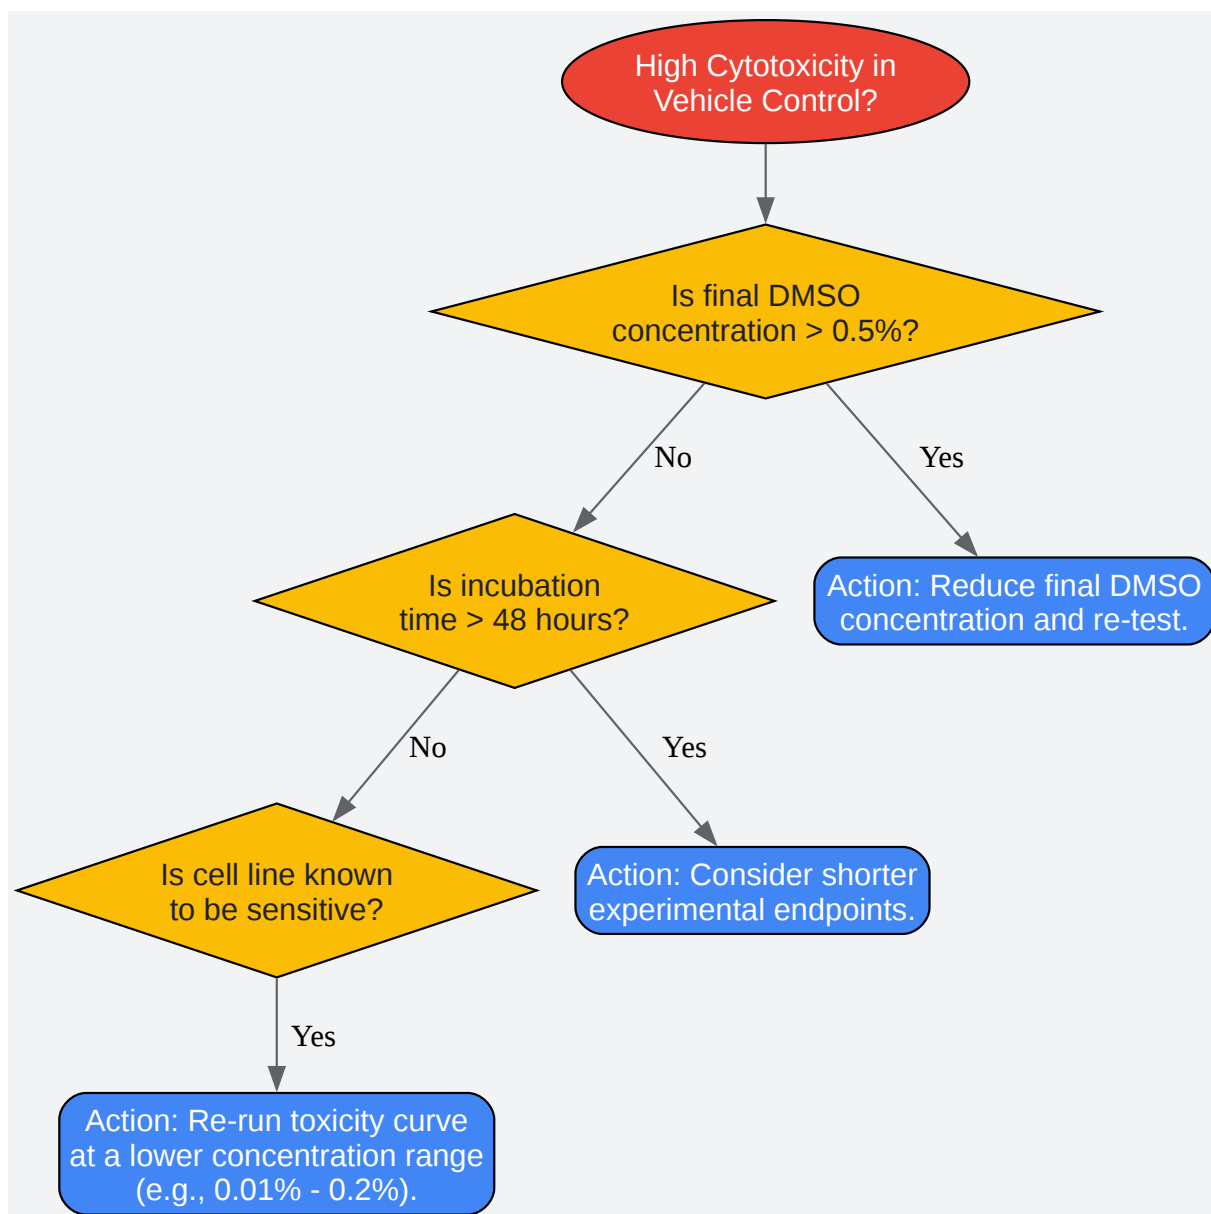 High Cytotoxicity in
Vehicle Control?
Is final DMSO
concentration > 0.5%?
No
Yes
Is incubation
time > 48 hours?
Action: Reduce final DMSO
concentration and re-test.
No
Yes
Is cell line known
to be sensitive?
Action: Consider shorter
experimental endpoints.
Yes
Action: Re-run toxicity curve
at a lower concentration range
(e.g., 0.01% - 0.2%).